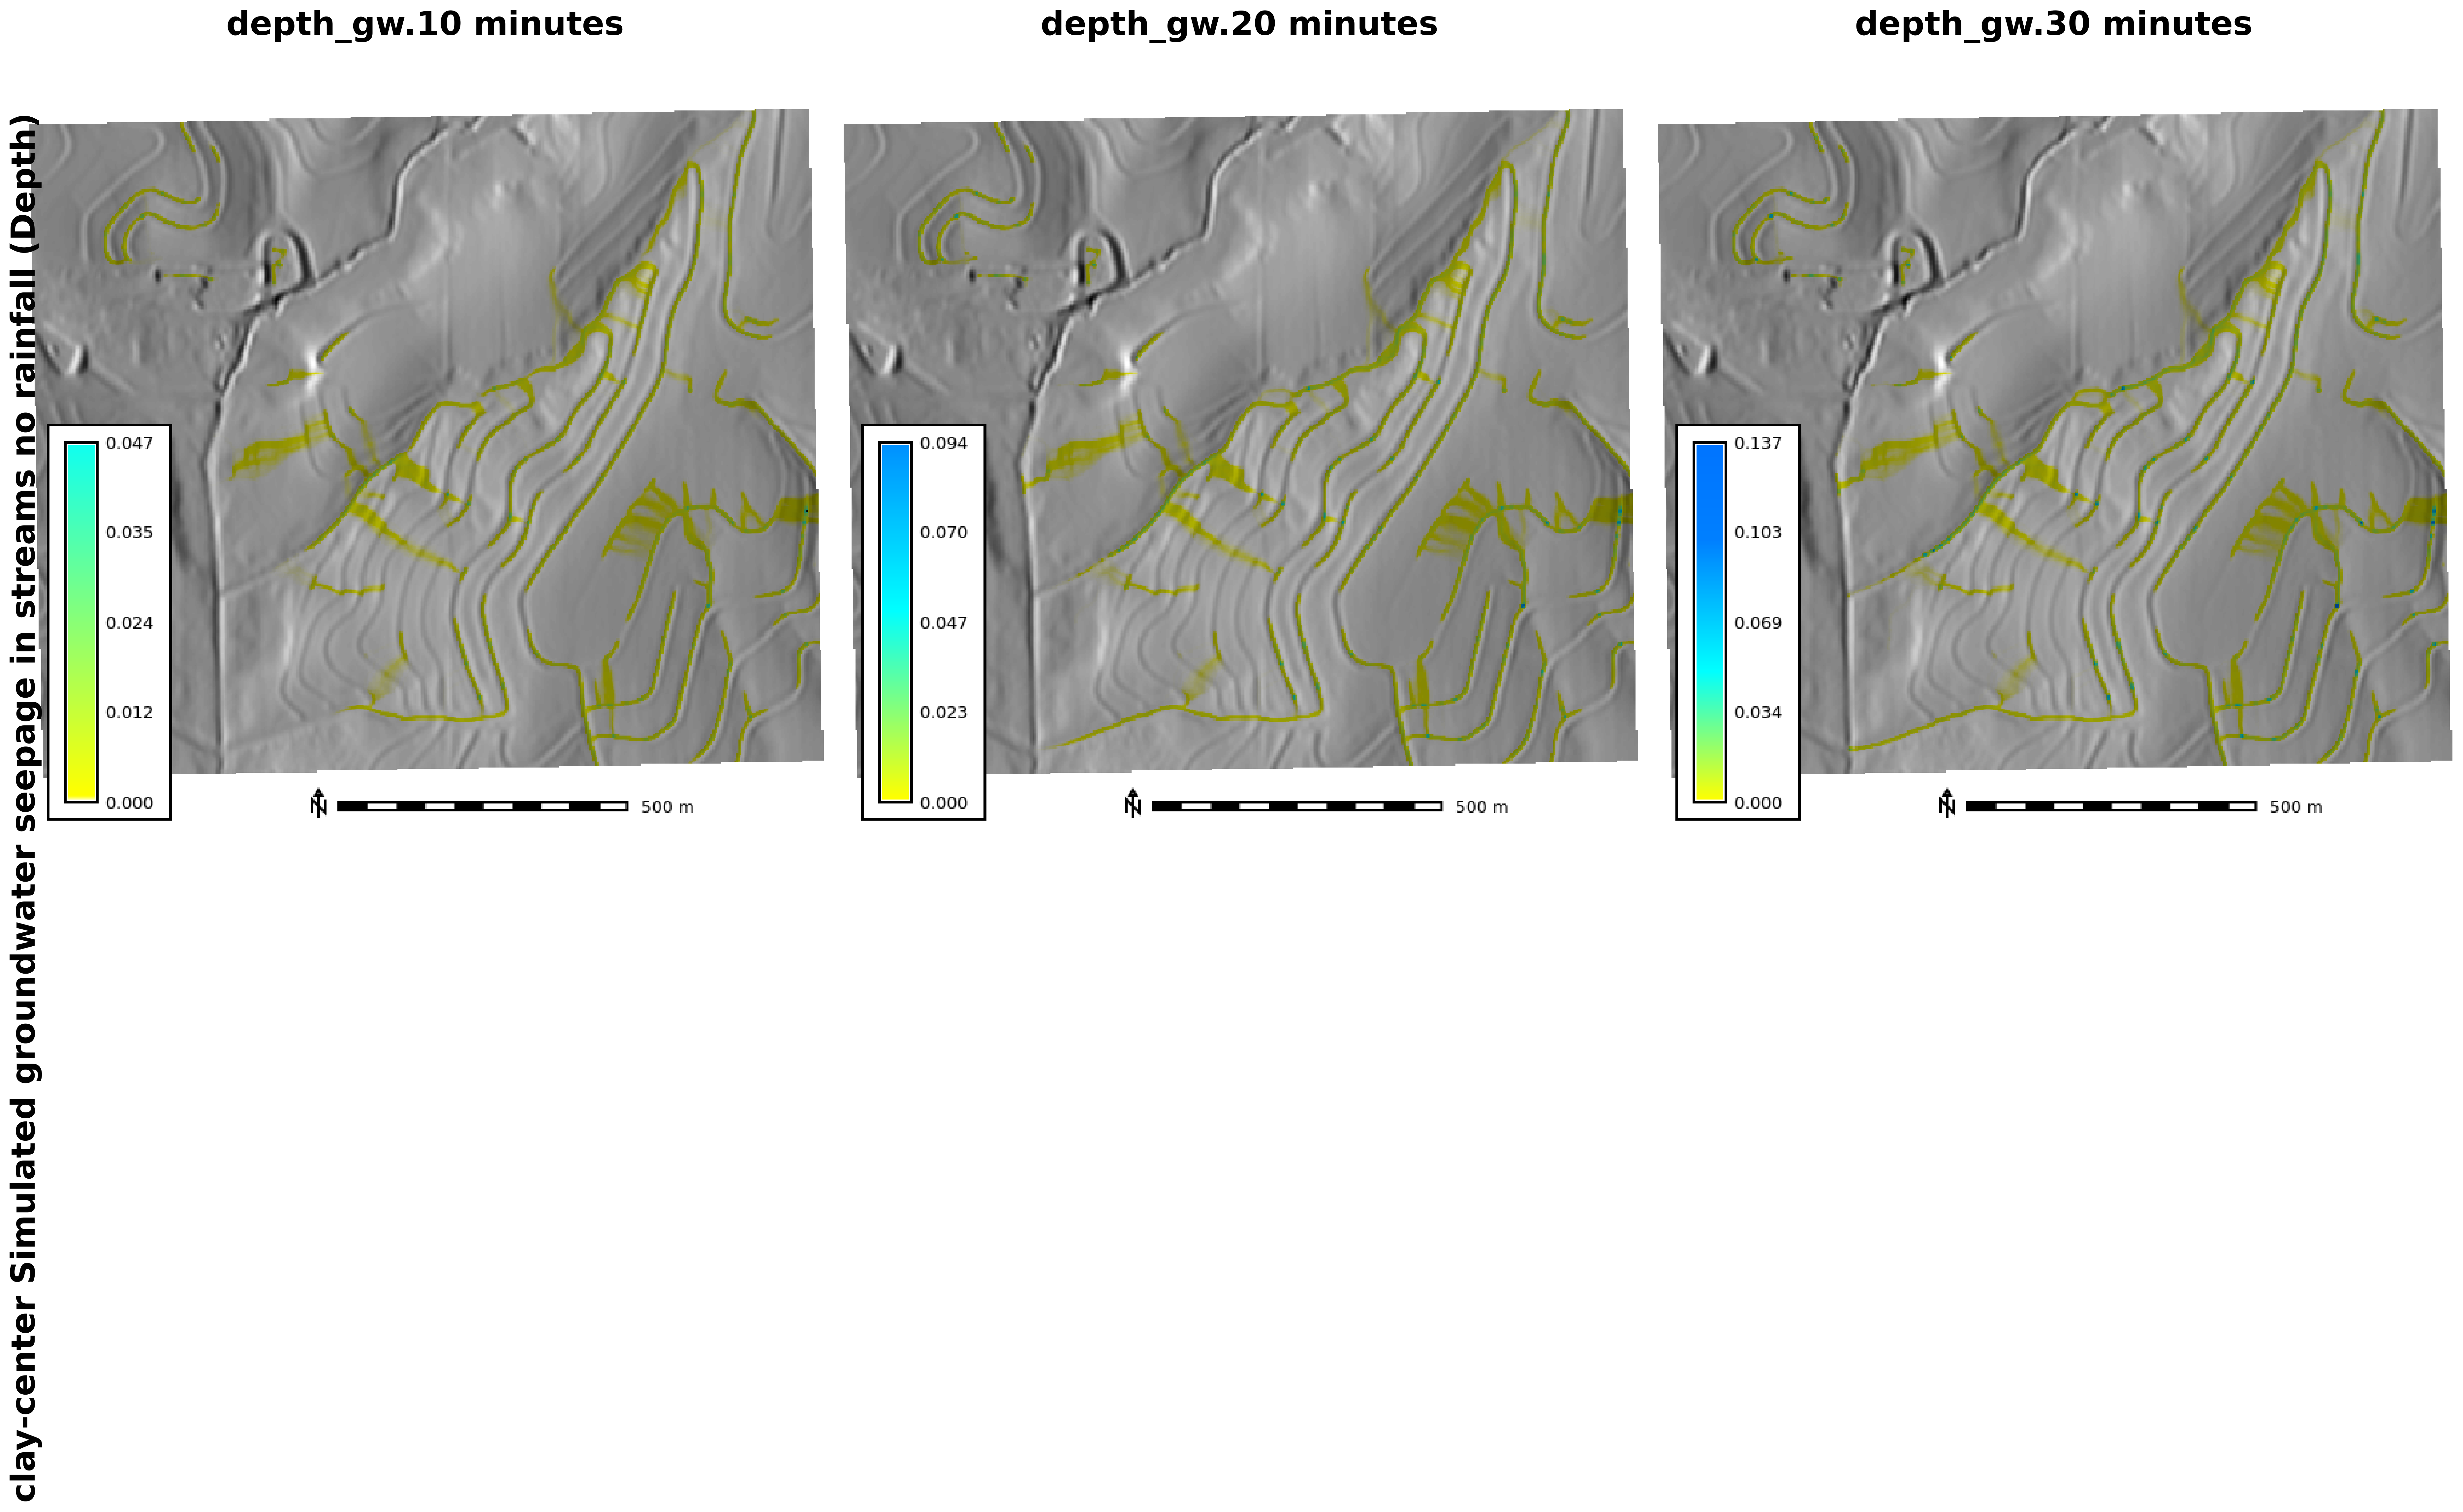 depth_gw.10 minutes
depth_gw.20 minutes
depth_gw.30 minutes
clay-center Simulated groundwater seepage in streams no rainfall (Depth)
0.047
0.035
0.024
0.012
0.000
N
500 m
0.094
0.070
0.047
0.023
0.000
N
500 m
0.137
0.103
0.069
0.034
0.000
N
500 m